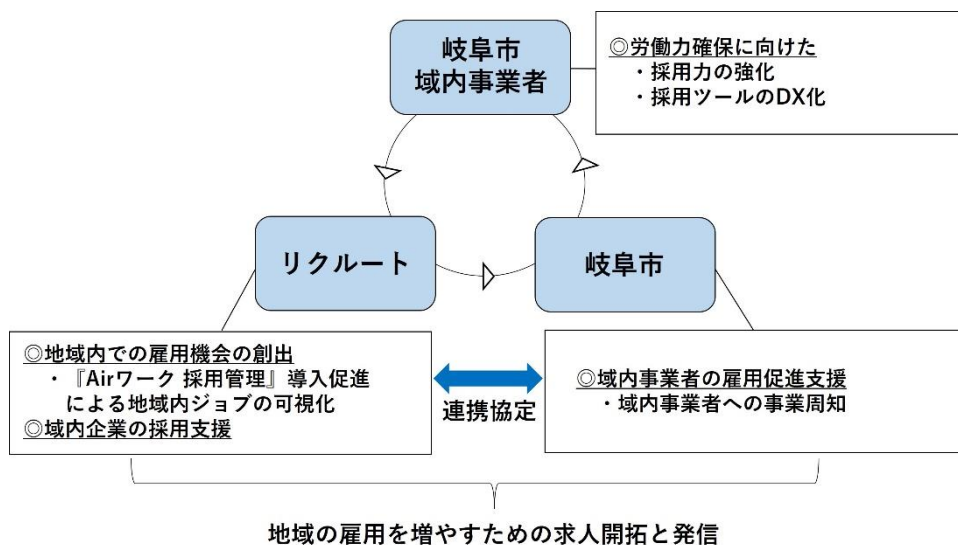 岐阜市
域内事業者
◎労働力確保に向けた
・採用力の強化
・採用ツールのDX化
リクルート
岐阜市
◎地域内での雇用機会の創出
・『Airワーク 採用管理』導入促進
による地域内ジョブの可視化
◎域内企業の採用支援
連携協定
◎域内事業者の雇用促進支援
・域内事業者への事業周知
地域の雇用を増やすための求人開拓と発信